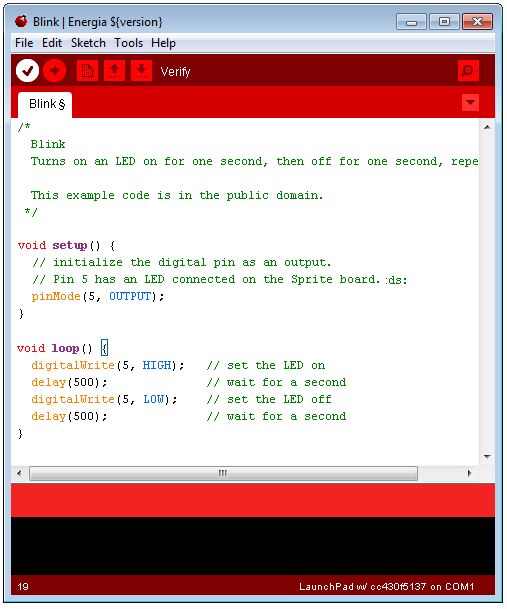 Blink | Energia ${version}
File Edit Sketch Tools Help
Verify
Blink §
/*
  Blink
  Turns on an LED on for one second, then off for one second, repe
  This example code is in the public domain.
 */
void setup() {
  // initialize the digital pin as an output.
  // Pin 5 has an LED connected on the Sprite board. ds:
  pinMode(5, OUTPUT);
}
void loop() {
  digitalWrite(5, HIGH);   // set the LED on
  delay(500);              // wait for a second
  digitalWrite(5, LOW);    // set the LED off
  delay(500);              // wait for a second
}
19
LaunchPad w/ cc430f5137 on COM1